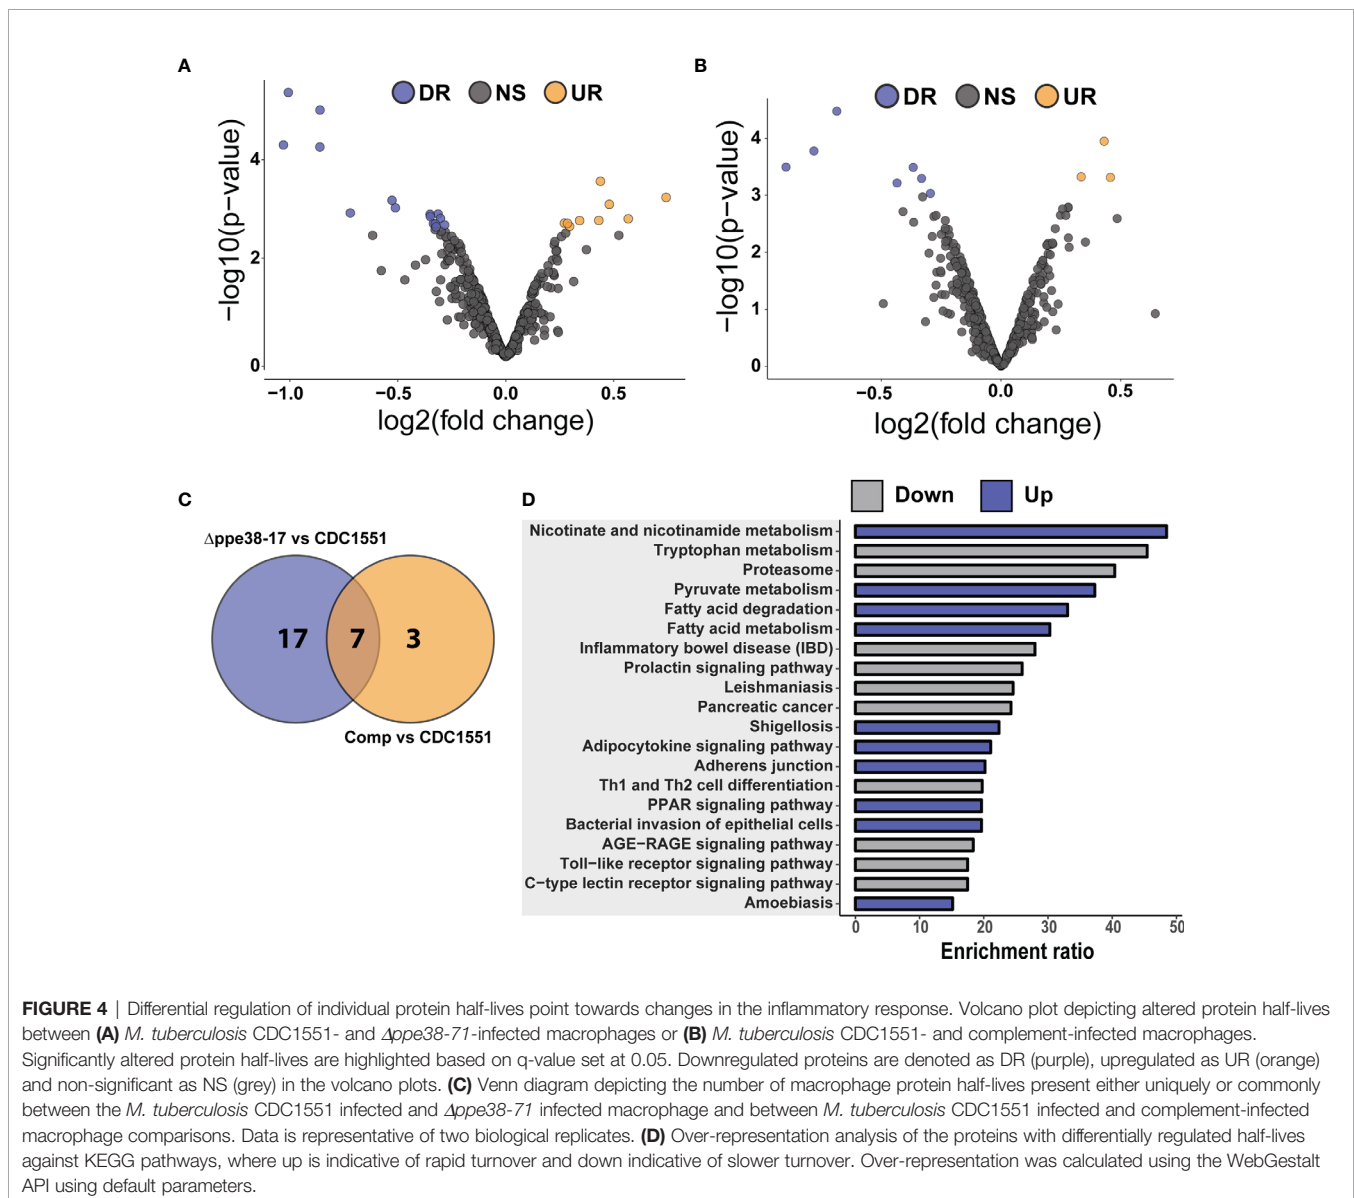 A
DR NS UR
−log10(p−value)
4
2
0
−1.0 −0.5 0.0 0.5
log2(fold change)
B
DR NS UR
−log10(p−value)
4
3
2
1
0
−0.5 0.0 0.5
log2(fold change)
C
Δppe38-17 vs CDC1551
17 7 3
Comp vs CDC1551
D
Down Up
Nicotinate and nicotinamide metabolism
Tryptophan metabolism
Proteasome
Pyruvate metabolism
Fatty acid degradation
Fatty acid metabolism
Inflammatory bowel disease (IBD)
Prolactin signaling pathway
Leishmaniasis
Pancreatic cancer
Shigellosis
Adipocytokine signaling pathway
Adherens junction
Th1 and Th2 cell differentiation
PPAR signaling pathway
Bacterial invasion of epithelial cells
AGE−RAGE signaling pathway
Toll−like receptor signaling pathway
C−type lectin receptor signaling pathway
Amoebiasis
0 10 20 30 40 50
Enrichment ratio
FIGURE 4 | Differential regulation of individual protein half-lives point towards changes in the inflammatory response. Volcano plot depicting altered protein half-lives
between (A) M. tuberculosis CDC1551- and Δppe38-71-infected macrophages or (B) M. tuberculosis CDC1551- and complement-infected macrophages.
Significantly altered protein half-lives are highlighted based on q-value set at 0.05. Downregulated proteins are denoted as DR (purple), upregulated as UR (orange)
and non-significant as NS (grey) in the volcano plots. (C) Venn diagram depicting the number of macrophage protein half-lives present either uniquely or commonly
between the M. tuberculosis CDC1551 infected and Δppe38-71 infected macrophage and between M. tuberculosis CDC1551 infected and complement-infected
macrophage comparisons. Data is representative of two biological replicates. (D) Over-representation analysis of the proteins with differentially regulated half-lives
against KEGG pathways, where up is indicative of rapid turnover and down indicative of slower turnover. Over-representation was calculated using the WebGestalt
API using default parameters.